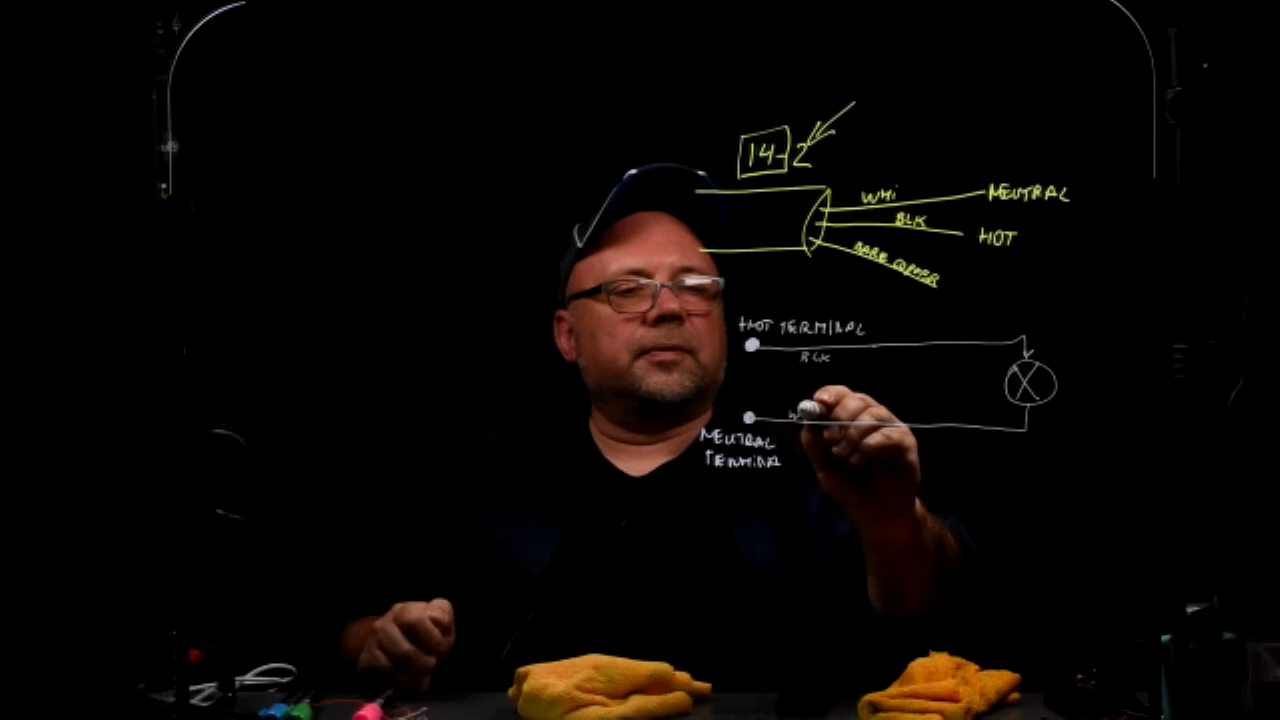 14-2
WHi
NEUTRAL
BLK
HOT
BARE COPPER
HOT TERMINAL
BLK
W
NEUTRAL
TERMINAL